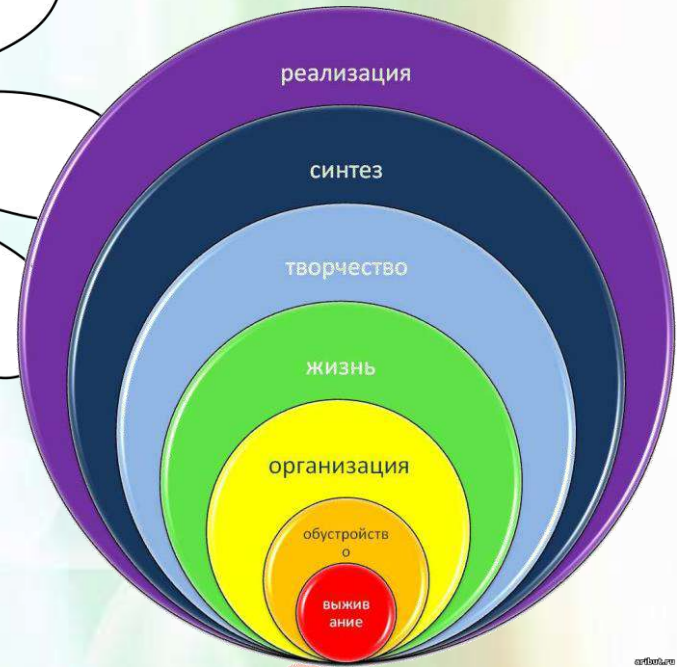 реализация
синтез
творчество
жизнь
организация
обустройств
о
выжив
ание
aribut.ru